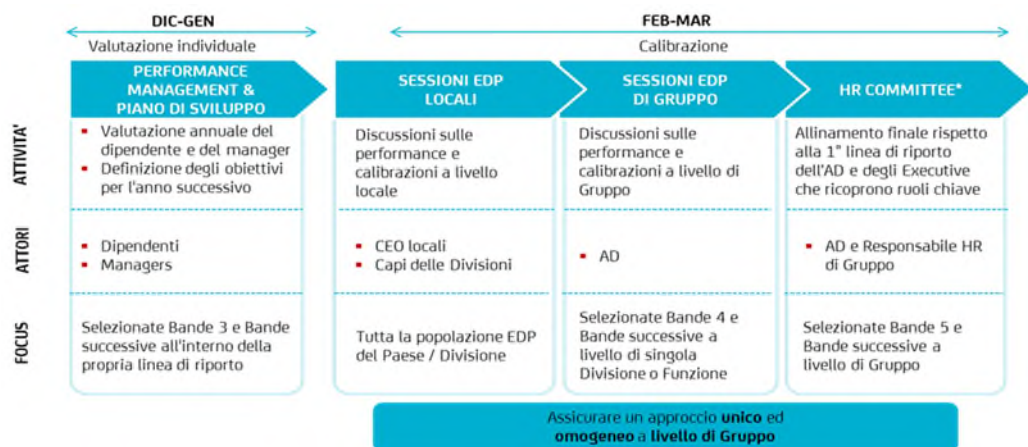 DIC-GEN
FEB-MAR
Valutazione individuale
Calibrazione
PERFORMANCE
MANAGEMENT &
PIANO DI SVILUPPO
SESSIONI EDP
LOCALI
SESSIONI EDP
DI GRUPPO
HR COMMITTEE*
ATTIVITA'
Valutazione annuale del
dipendente e del manager
Definizione degli obiettivi
per l'anno successivo
Discussioni sulle
performance e
calibrazioni a livello
locale
Discussioni sulle
performance e
calibrazioni a livello di
Gruppo
Allinamento finale rispetto
alla 1° linea di riporto
dell'AD e degli Executive
che ricoprono ruoli chiave
ATTORI
Dipendenti
Managers
CEO locali
Capi delle Divisioni
AD
AD e Responsabile HR
di Gruppo
FOCUS
Selezionate Bande 3 e Bande
successive all'interno della
propria linea di riporto
Tutta la popolazione EDP
del Paese / Divisione
Selezionate Bande 4 e
Bande successive a
livello di singola
Divisione o Funzione
Selezionate Bande 5 e
Bande successive a
livello di Gruppo
Assicurare un approccio unico ed
omogeneo a livello di Gruppo